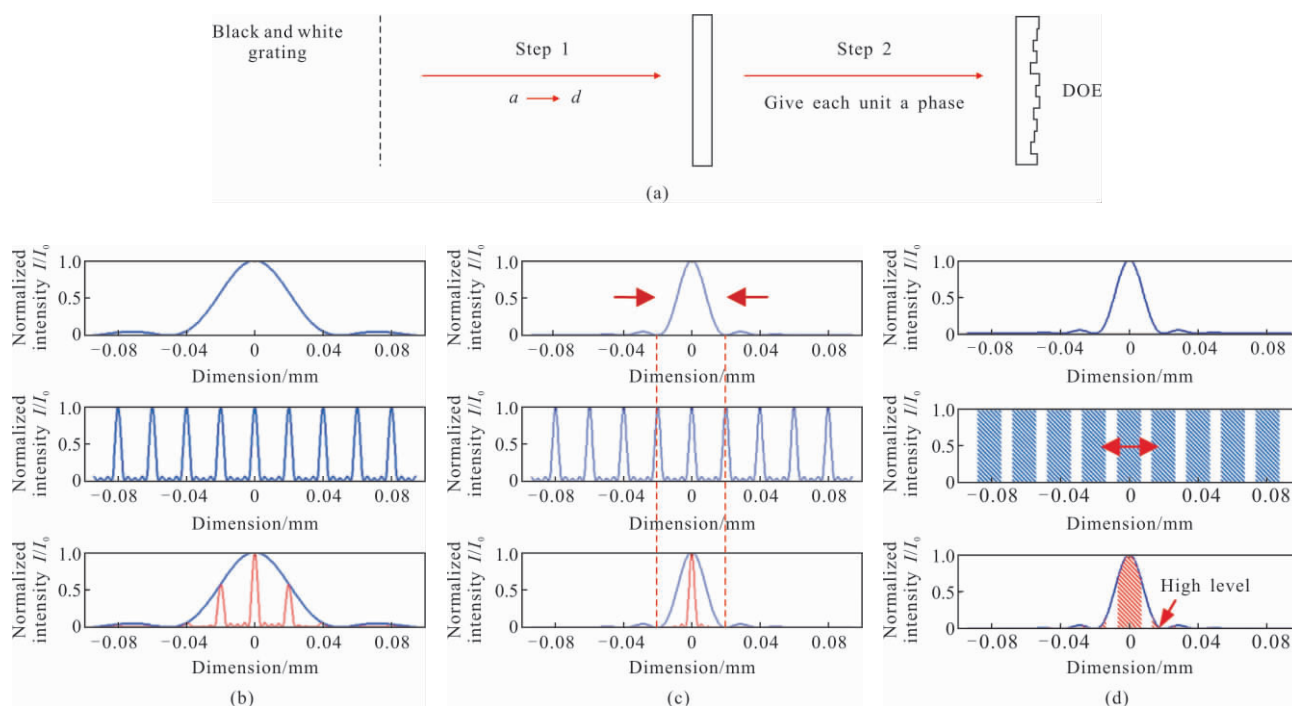 Black and white
grating
Step 1
a → d
Step 2
Give each unit a phase
DOE
(a)
Normalized
intensity I/I₀
1.0
0.5
0
−0.08 −0.04 0 0.04 0.08
Dimension/mm
Normalized
intensity I/I₀
1.0
0.5
0
−0.08 −0.04 0 0.04 0.08
Dimension/mm
Normalized
intensity I/I₀
1.0
0.5
0
−0.08 −0.04 0 0.04 0.08
Dimension/mm
(b)
Normalized
intensity I/I₀
1.0
0.5
0
−0.08 −0.04 0 0.04 0.08
Dimension/mm
Normalized
intensity I/I₀
1.0
0.5
0
−0.08 −0.04 0 0.04 0.08
Dimension/mm
Normalized
intensity I/I₀
1.0
0.5
0
−0.08 −0.04 0 0.04 0.08
Dimension/mm
(c)
Normalized
intensity I/I₀
1.0
0.5
0
−0.08 −0.04 0 0.04 0.08
Dimension/mm
Normalized
intensity I/I₀
1.0
0.5
0
−0.08 −0.04 0 0.04 0.08
Dimension/mm
Normalized
intensity I/I₀
1.0
0.5
0
High level
−0.08 −0.04 0 0.04 0.08
Dimension/mm
(d)